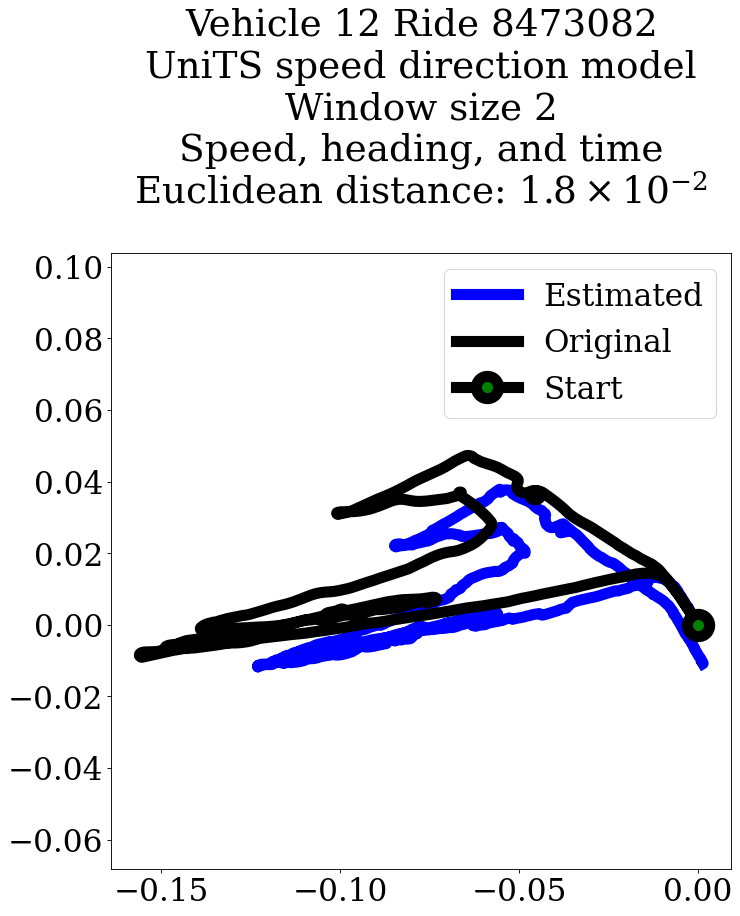 Vehicle 12 Ride 8473082
UniTS speed direction model
Window size 2
Speed, heading, and time
Euclidean distance: 1.8 × 10⁻²
0.10
0.08
0.06
0.04
0.02
0.00
−0.02
−0.04
−0.06
Estimated
Original
Start
−0.15 −0.10 −0.05 0.00